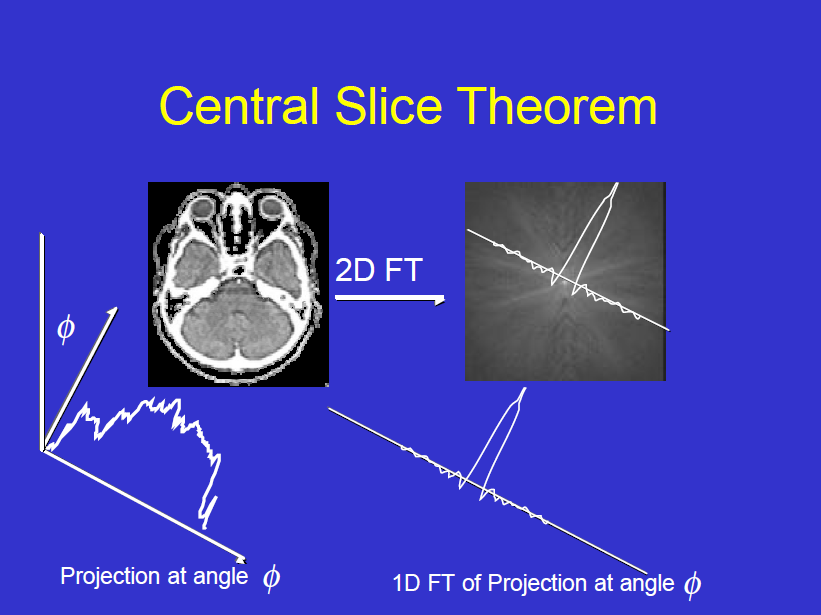 Central Slice Theorem
2D FT
ϕ
Projection at angle ϕ
1D FT of Projection at angle ϕ